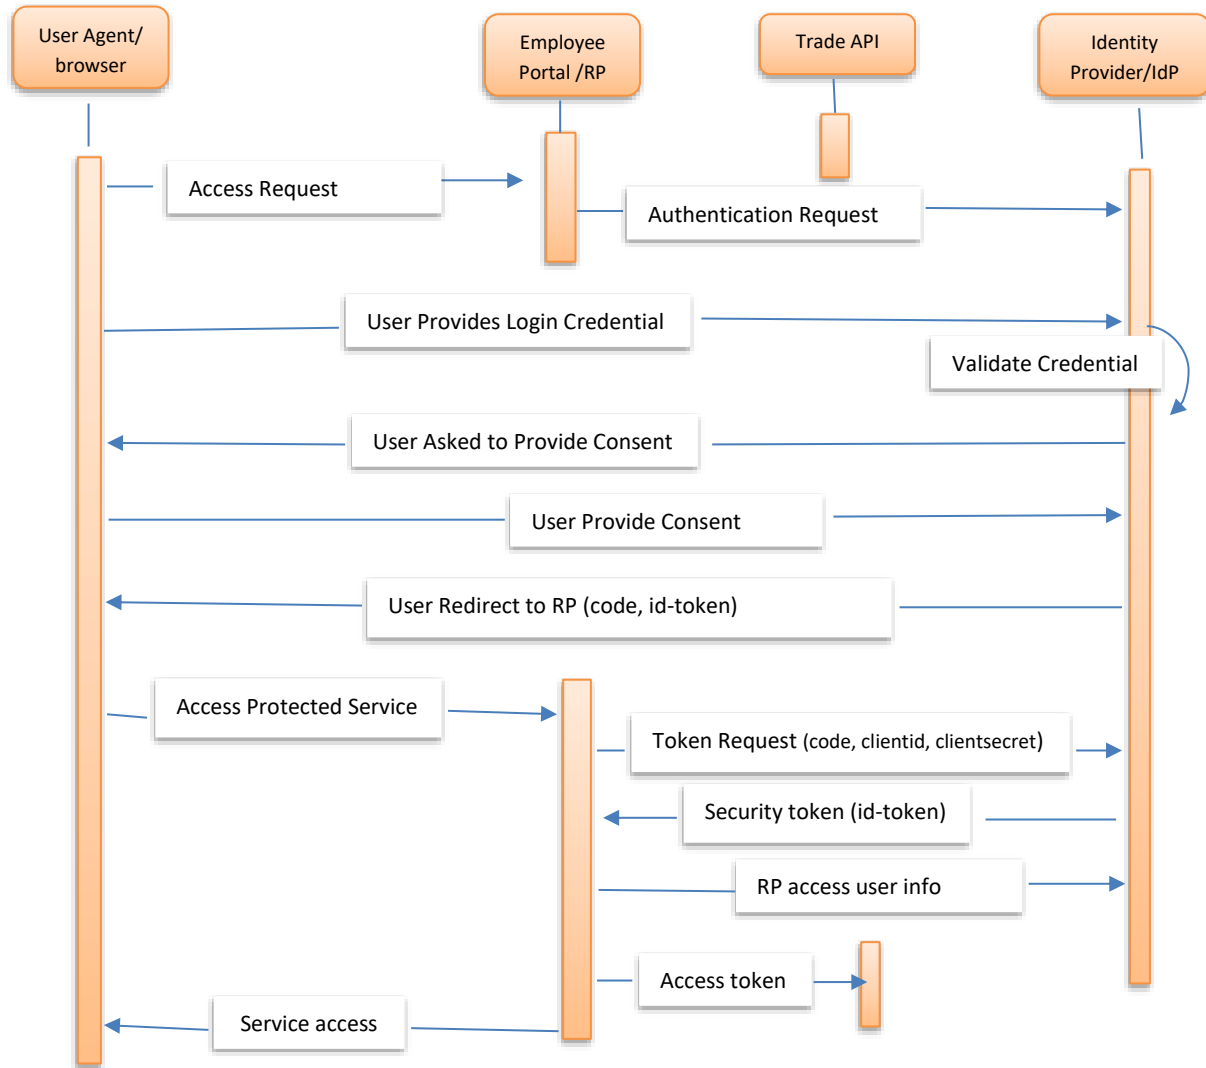 User Agent/
browser
Employee
Portal /RP
Trade API
Identity
Provider/IdP
Access Request
Authentication Request
User Provides Login Credential
Validate Credential
User Asked to Provide Consent
User Provide Consent
User Redirect to RP (code, id-token)
Access Protected Service
Token Request (code, clientid, clientsecret)
Security token (id-token)
RP access user info
Access token
Service access